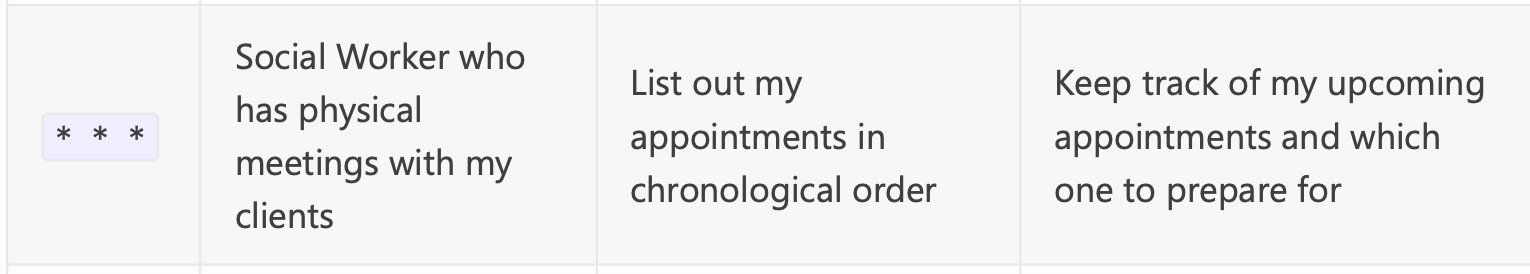 * * *
Social Worker who
has physical
meetings with my
clients
List out my
appointments in
chronological order
Keep track of my upcoming
appointments and which
one to prepare for